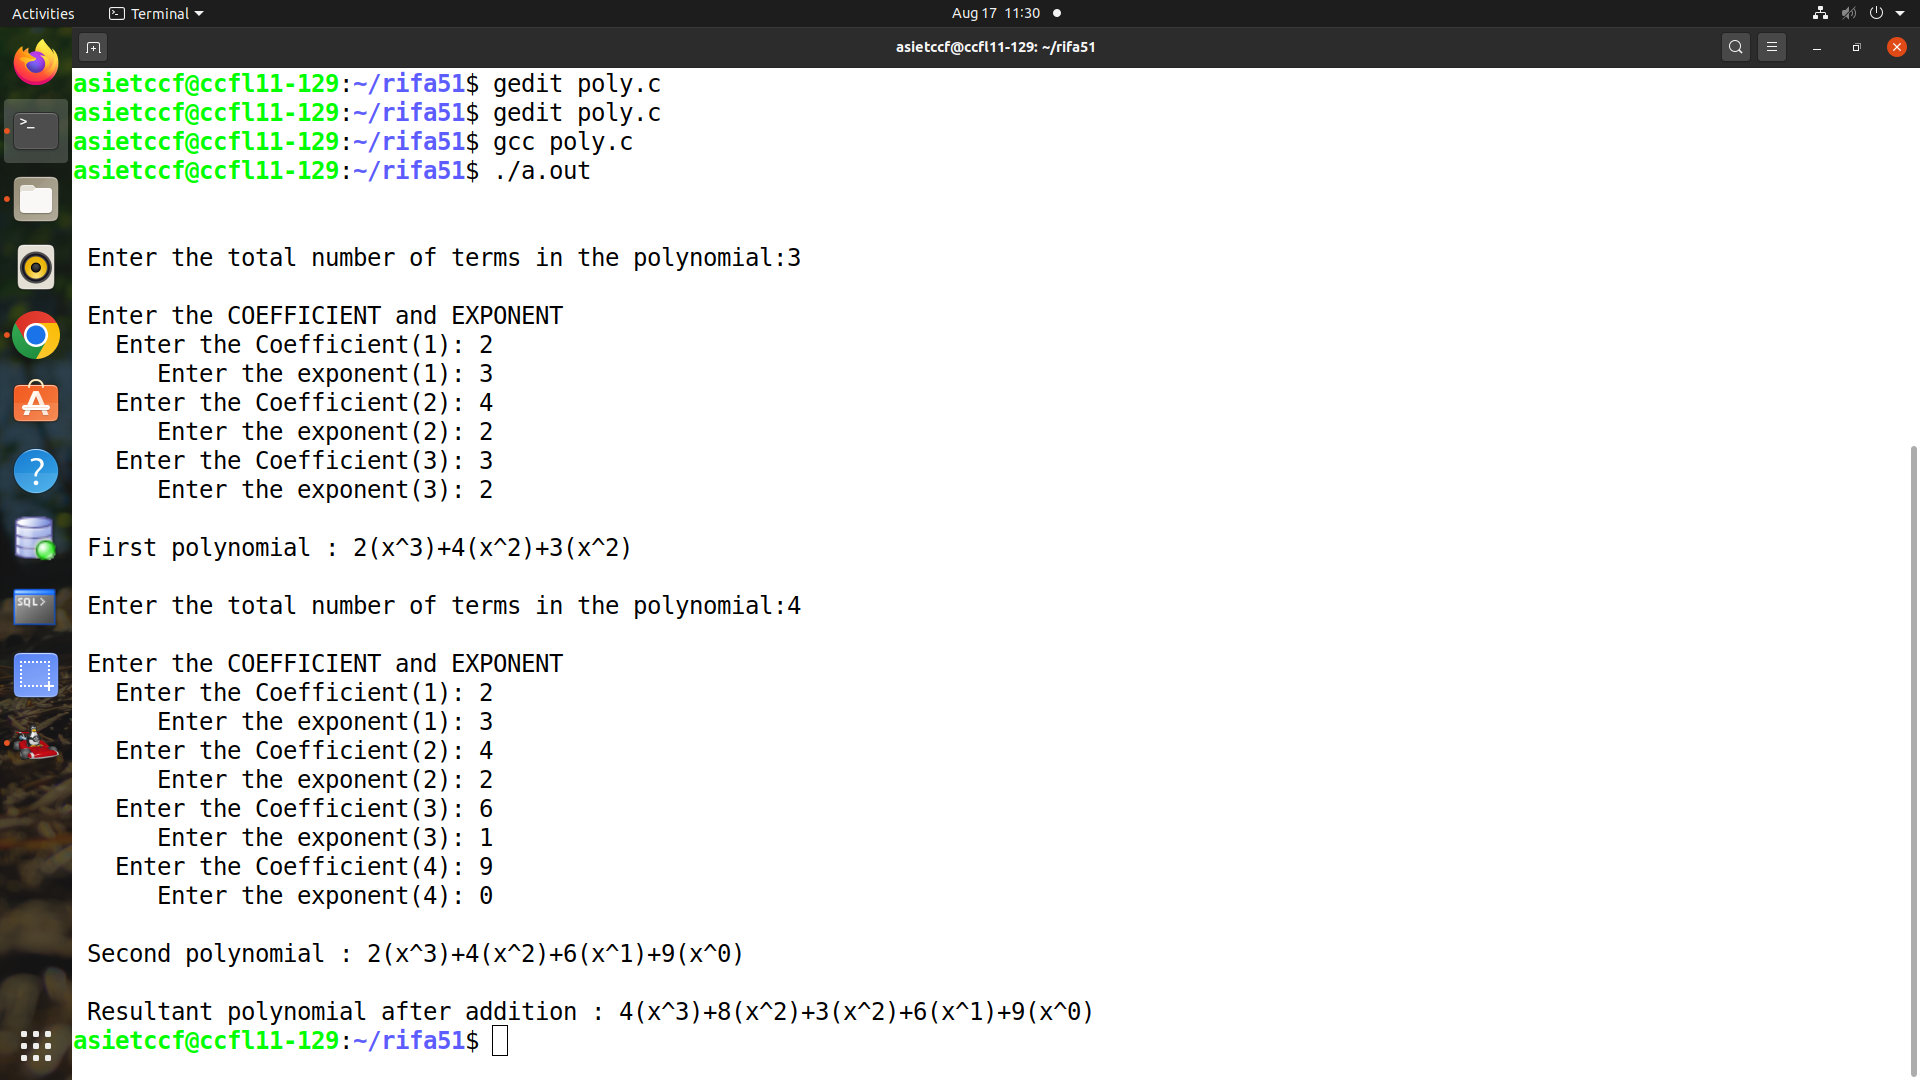 Activities
Terminal
Aug 17 11:30
asietccf@ccfl11-129: ~/rifa51
asietccf@ccfl11-129:~/rifa51$ gedit poly.c
asietccf@ccfl11-129:~/rifa51$ gedit poly.c
asietccf@ccfl11-129:~/rifa51$ gcc poly.c
asietccf@ccfl11-129:~/rifa51$ ./a.out
Enter the total number of terms in the polynomial:3
Enter the COEFFICIENT and EXPONENT
Enter the Coefficient(1): 2
Enter the exponent(1): 3
Enter the Coefficient(2): 4
Enter the exponent(2): 2
Enter the Coefficient(3): 3
Enter the exponent(3): 2
First polynomial : 2(x^3)+4(x^2)+3(x^2)
Enter the total number of terms in the polynomial:4
Enter the COEFFICIENT and EXPONENT
Enter the Coefficient(1): 2
Enter the exponent(1): 3
Enter the Coefficient(2): 4
Enter the exponent(2): 2
Enter the Coefficient(3): 6
Enter the exponent(3): 1
Enter the Coefficient(4): 9
Enter the exponent(4): 0
Second polynomial : 2(x^3)+4(x^2)+6(x^1)+9(x^0)
Resultant polynomial after addition : 4(x^3)+8(x^2)+3(x^2)+6(x^1)+9(x^0)
asietccf@ccfl11-129:~/rifa51$
>_
?
SQL>